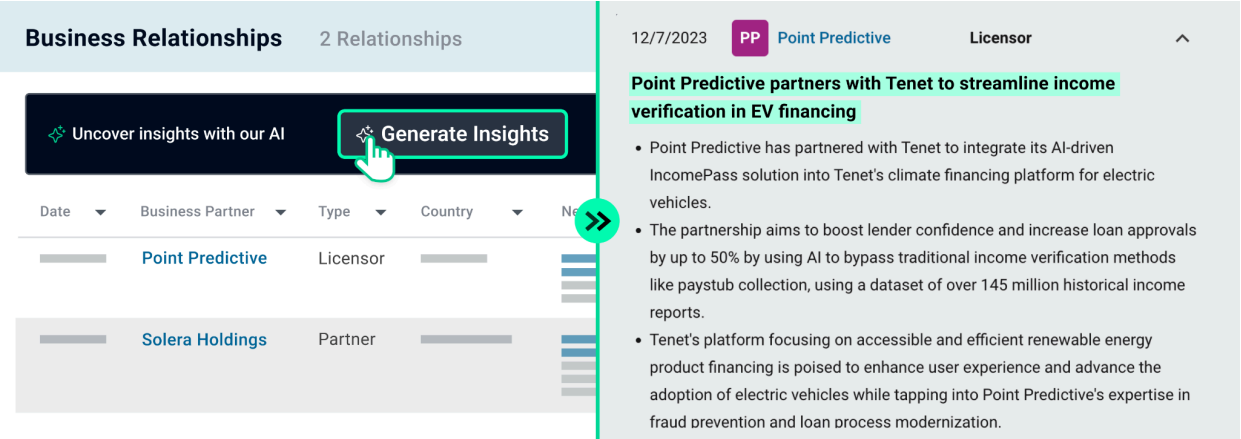 Business Relationships 2 Relationships
Uncover insights with our AI Generate Insights
Date Business Partner Type Country
Point Predictive Licensor
Solera Holdings Partner
12/7/2023 PP Point Predictive Licensor
Point Predictive partners with Tenet to streamline income
verification in EV financing
• Point Predictive has partnered with Tenet to integrate its AI-driven
IncomePass solution into Tenet's climate financing platform for electric
vehicles.
• The partnership aims to boost lender confidence and increase loan approvals
by up to 50% by using AI to bypass traditional income verification methods
like paystub collection, using a dataset of over 145 million historical income
reports.
• Tenet's platform focusing on accessible and efficient renewable energy
product financing is poised to enhance user experience and advance the
adoption of electric vehicles while tapping into Point Predictive's expertise in
fraud prevention and loan process modernization.